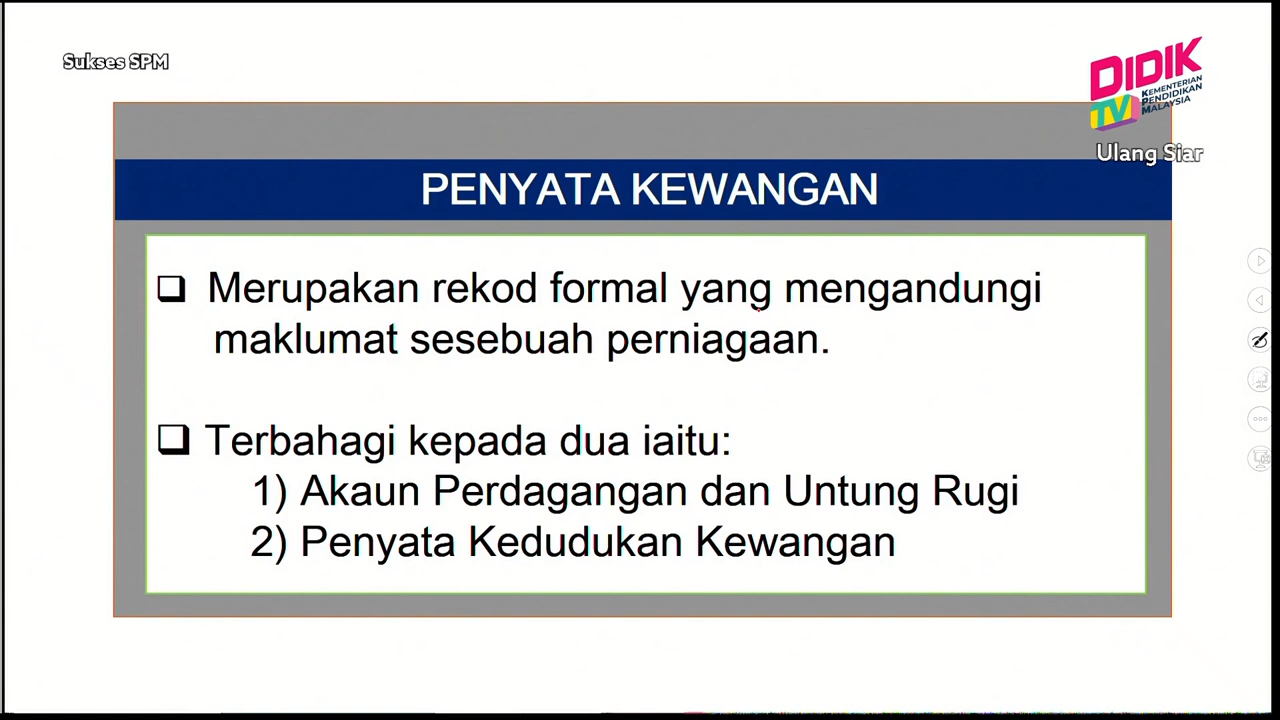 Sukses SPM
DIDIK
TV
KEMENTERIAN
PENDIDIKAN
MALAYSIA
Ulang Siar
PENYATA KEWANGAN
Merupakan rekod formal yang mengandungi
maklumat sesebuah perniagaan.
Terbahagi kepada dua iaitu:
1) Akaun Perdagangan dan Untung Rugi
2) Penyata Kedudukan Kewangan